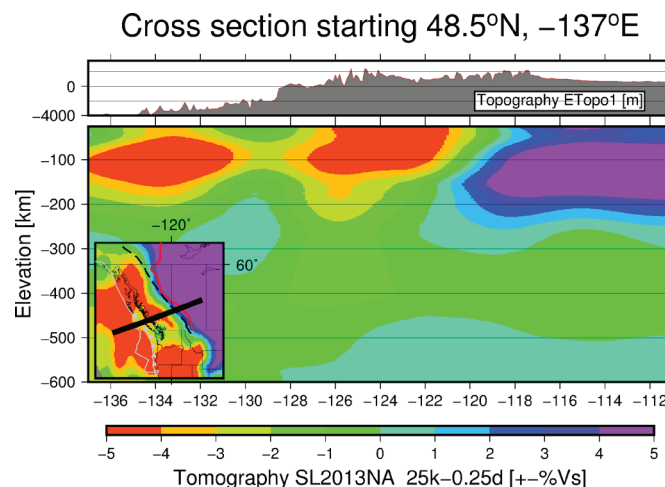 Cross section starting 48.5°N, −137°E
0
−4000
Topography ETopo1 [m]
Elevation [km]
−100
−200
−300
−400
−500
−600
−120°
60°
−136 −134 −132 −130 −128 −126 −124 −122 −120 −118 −116 −114 −112
−5 −4 −3 −2 −1 0 1 2 3 4 5
Tomography SL2013NA 25k−0.25d [+−%Vs]